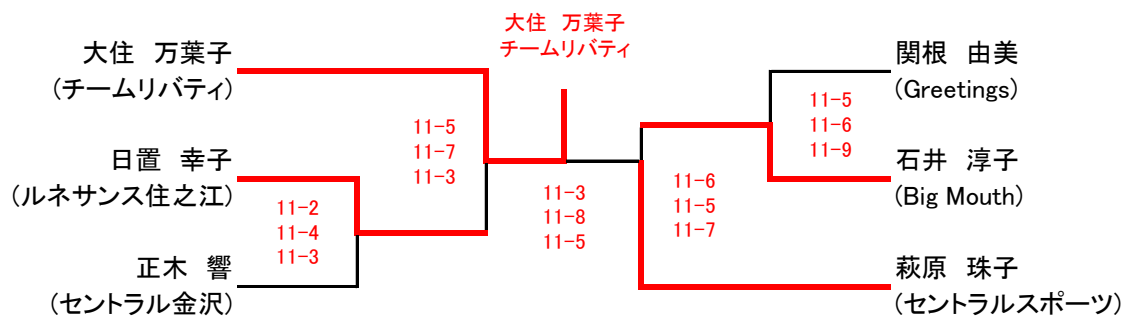 大住　万葉子
チームリバティ
大住　万葉子
(チームリバティ)
日置　幸子
(ルネサンス住之江)
正木　響
(セントラル金沢)
11-2
11-4
11-3
11-5
11-7
11-3
11-3
11-8
11-5
11-6
11-5
11-7
11-5
11-6
11-9
関根　由美
(Greetings)
石井　淳子
(Big Mouth)
萩原　珠子
(セントラルスポーツ)